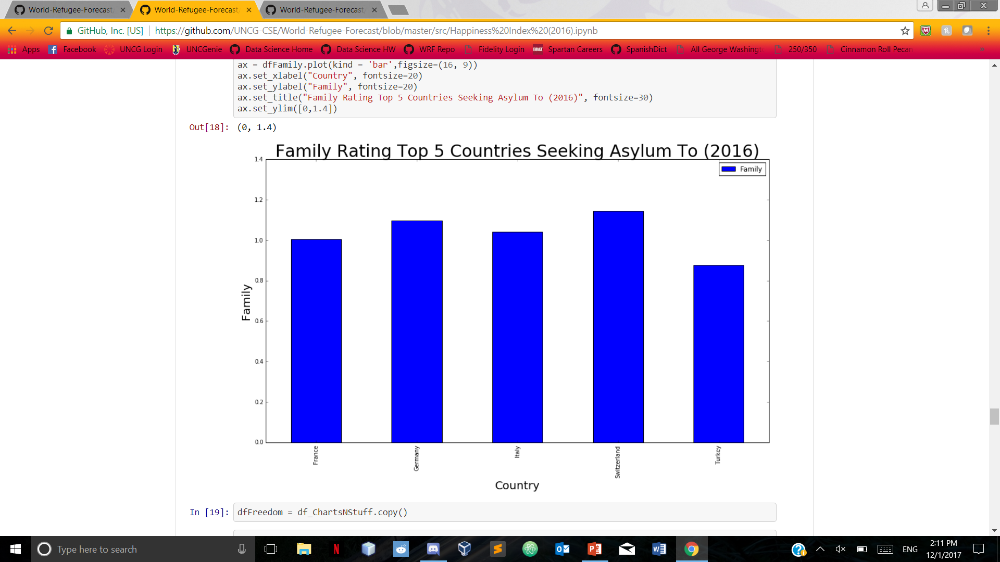 World-Refugee-Forecast
World-Refugee-Forecast
World-Refugee-Forecast
GitHub, Inc. [US] https://github.com/UNCG-CSE/World-Refugee-Forecast/blob/master/src/Happiness%20Index%20(2016).ipynb
Apps Facebook UNCG Login UNCGenie Data Science Home Data Science HW WRF Repo Fidelity Login BB&T Spartan Careers SpanishDict All George Washingt 250/350 Cinnamon Roll Pecan
ax = dfFamily.plot(kind = 'bar',figsize=(16, 9))
ax.set_xlabel("Country", fontsize=20)
ax.set_ylabel("Family", fontsize=20)
ax.set_title("Family Rating Top 5 Countries Seeking Asylum To (2016)", fontsize=30)
ax.set_ylim([0,1.4])
Out[18]: (0, 1.4)
Family Rating Top 5 Countries Seeking Asylum To (2016)
Family
1.4
1.2
1.0
0.8
0.6
0.4
0.2
0.0
Family
France
Germany
Italy
Switzerland
Turkey
Country
In [19]: dfFreedom = df_ChartsNStuff.copy()
Type here to search
ENG
2:11 PM
12/1/2017